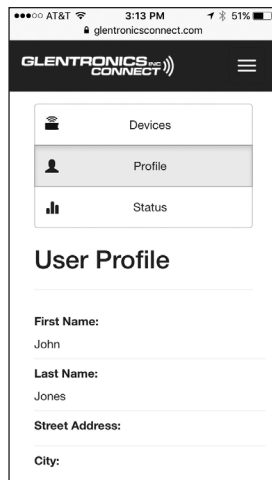 AT&T 3:13 PM 51%
glentronicsconnect.com
GLENTRONICS INC
CONNECT
Devices
Profile
Status
User Profile
First Name:
John
Last Name:
Jones
Street Address:
City: